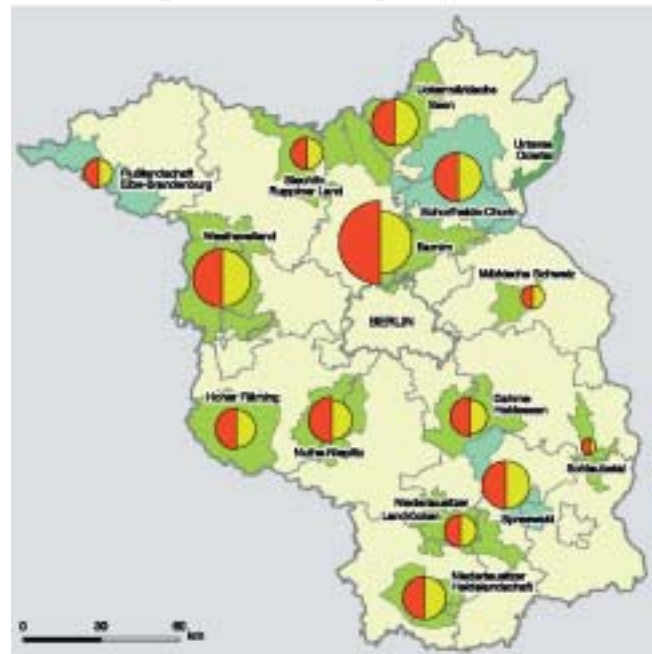 Uckermärkische
Seen
Unteres
Odertal
Stechlin-
Ruppiner Land
Flußlandschaft
Elbe-Brandenburg
Schorfheide-Chorin
Westhavelland
Barnim
Märkische Schweiz
BERLIN
Hoher Fläming
Nuthe-Nieplitz
Dahme-
Heideseen
Schlaubetal
Niederlausitzer
Landrücken
Spreewald
Niederlausitzer
Heidelandschaft
0 30 60
km